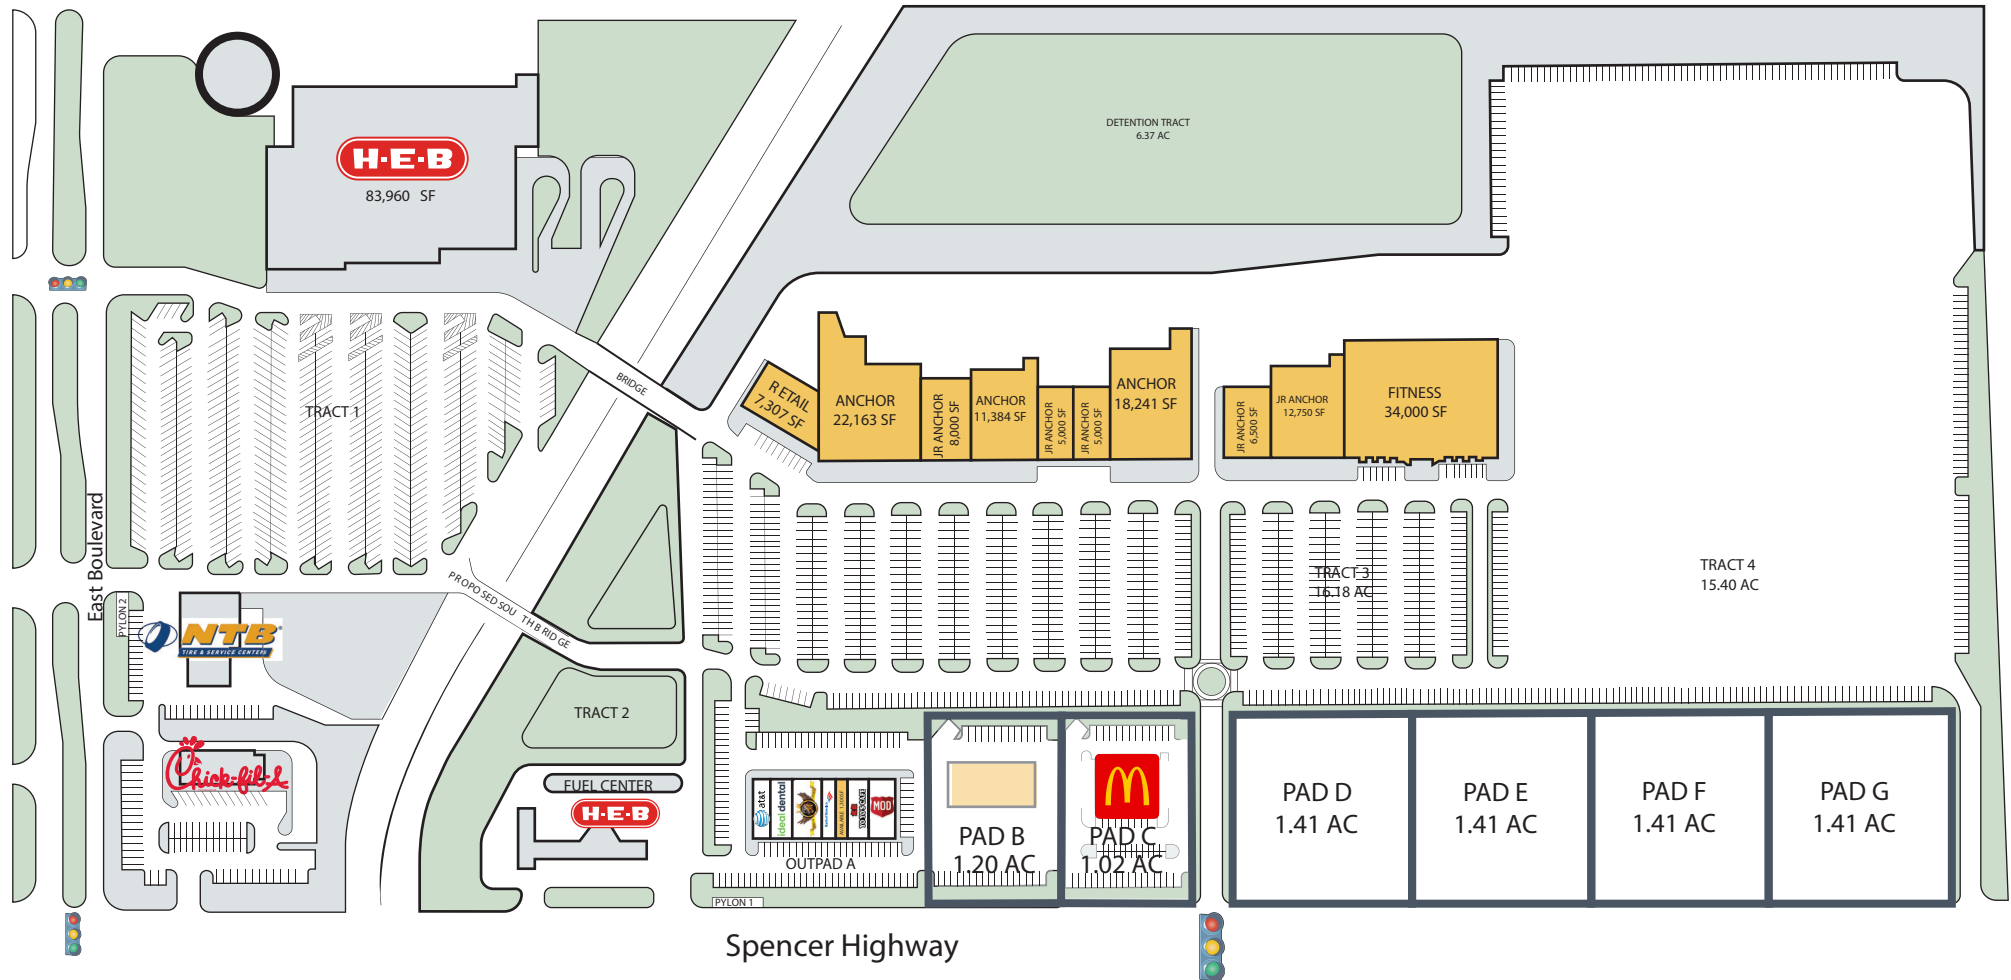 DETENTION TRACT
6.37 AC
H·E·B
83,960 SF
BRIDGE
TRACT 1
RETAIL
7,307 SF
ANCHOR
22,163 SF
JR ANCHOR
8,000 SF
ANCHOR
11,384 SF
JR ANCHOR
5,000 SF
JR ANCHOR
5,000 SF
ANCHOR
18,241 SF
JR ANCHOR
6,500 SF
JR ANCHOR
12,750 SF
FITNESS
34,000 SF
East Boulevard
PROPOSED SOUTH BRIDGE
TRACT 3
16.18 AC
TRACT 4
15.40 AC
PYLON 2
NTB
TIRE & SERVICE CENTERS
TRACT 2
Chick-fil-A
FUEL CENTER
H·E·B
at&t
ideal dental
MOD
OUTPAD A
PYLON 1
PAD B
1.20 AC
PAD C
1.02 AC
PAD D
1.41 AC
PAD E
1.41 AC
PAD F
1.41 AC
PAD G
1.41 AC
Spencer Highway